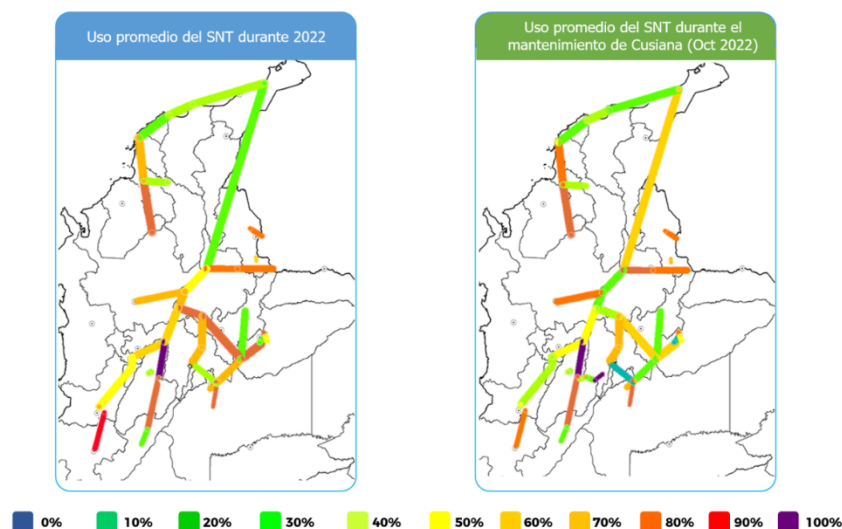 Uso promedio del SNT durante 2022
Uso promedio del SNT durante el
mantenimiento de Cusiana (Oct 2022)
0% 10% 20% 30% 40% 50% 60% 70% 80% 90% 100%